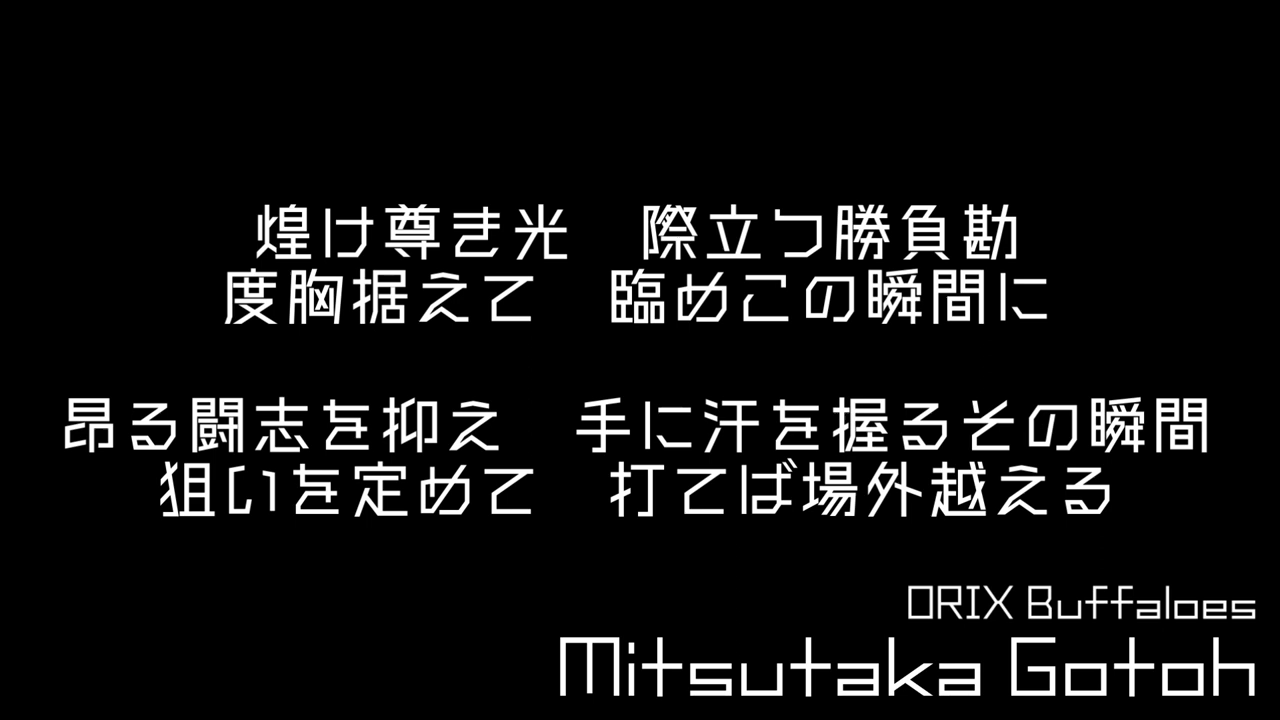 煌け尊き光　際立つ勝負勘
度胸据えて　臨めこの瞬間に
昂る闘志を抑え　手に汗を握るその瞬間
狙いを定めて　打てば場外越える
ORIX Buffaloes
Mitsutaka Gotoh